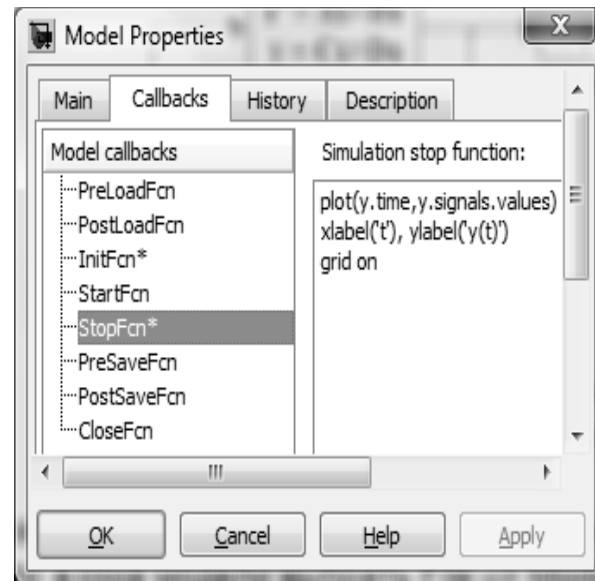 Model Properties
X
Main
Callbacks
History
Description
Model callbacks
PreLoadFcn
PostLoadFcn
InitFcn*
StartFcn
StopFcn*
PreSaveFcn
PostSaveFcn
CloseFcn
Simulation stop function:
plot(y.time,y.signals.values)
xlabel('t'), ylabel('y(t)')
grid on
OK
Cancel
Help
Apply